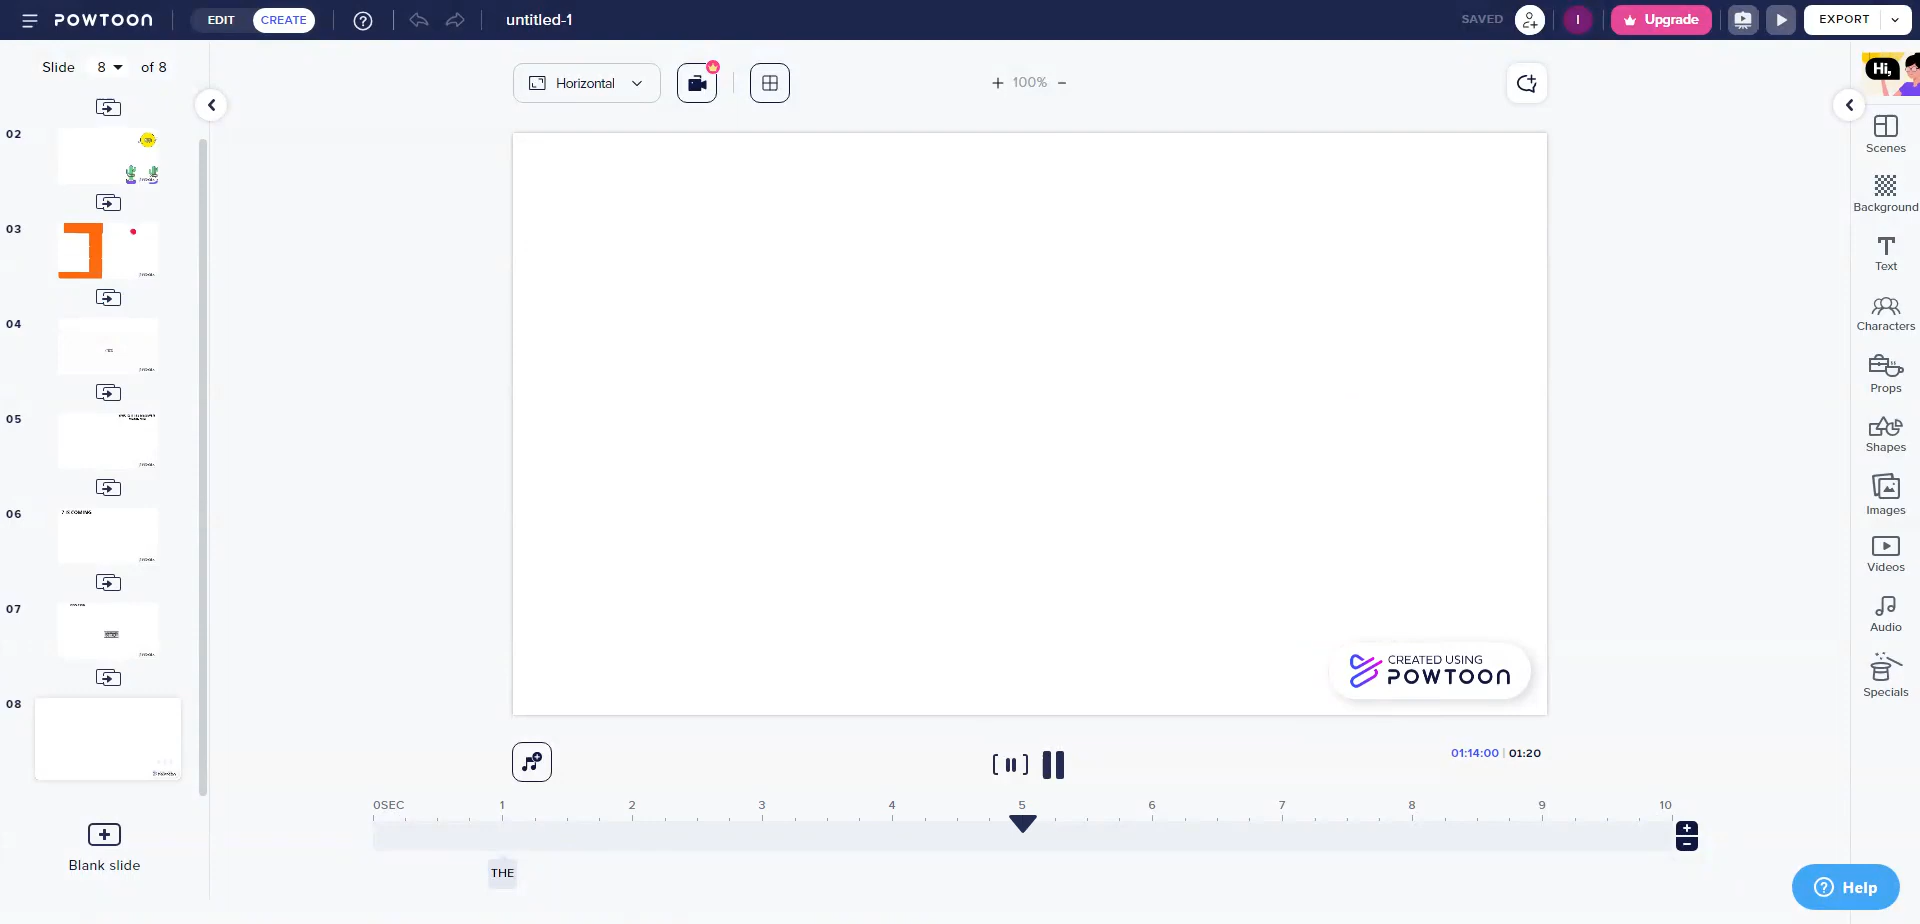 POWTOON EDIT CREATE untitled-1 SAVED I Upgrade EXPORT
Slide 8 of 8
Horizontal
+ 100% −
Hi,
02
03
04
05
06
? IS COMING
07
08
Blank slide
CREATED USING
POWTOON
01:14:00 | 01:20
0SEC 1 2 3 4 5 6 7 8 9 10
THE
Scenes
Background
Text
Characters
Props
Shapes
Images
Videos
Audio
Specials
Help